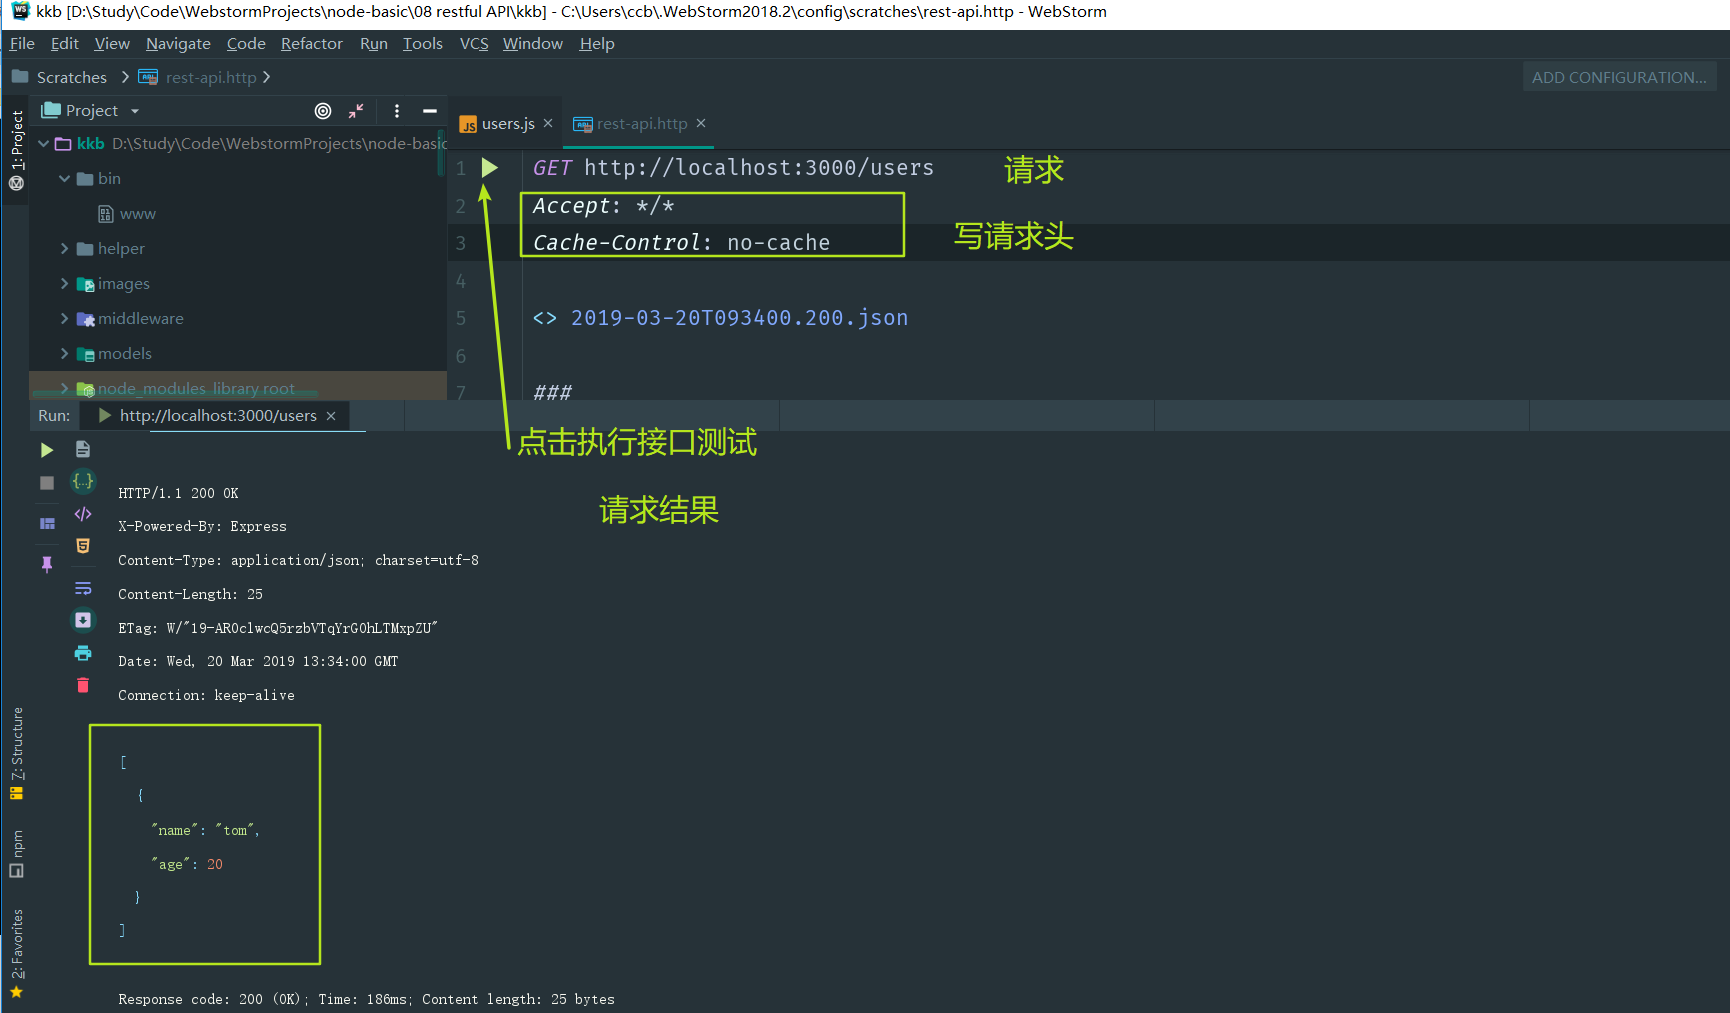 kkb [D:\Study\Code\WebstormProjects\node-basic\08 restful API\kkb] - C:\Users\ccb\.WebStorm2018.2\config\scratches\rest-api.http - WebStorm
File Edit View Navigate Code Refactor Run Tools VCS Window Help
Scratches rest-api.http ADD CONFIGURATION...
1: Project
Project
users.js
rest-api.http
kkb D:\Study\Code\WebstormProjects\node-basic
bin
www
helper
images
middleware
models
node_modules library root
1 GET http://localhost:3000/users 请求
2 Accept: */*
写请求头
3 Cache-Control: no-cache
4
5 <> 2019-03-20T093400.200.json
6
7 ###
Run: http://localhost:3000/users
点击执行接口测试
请求结果
HTTP/1.1 200 OK
X-Powered-By: Express
Content-Type: application/json; charset=utf-8
Content-Length: 25
ETag: W/"19-AR0clwcQ5rzbVTqYrG0hLTMxpZU"
Date: Wed, 20 Mar 2019 13:34:00 GMT
Connection: keep-alive
[
{
"name": "tom",
"age": 20
}
]
Response code: 200 (OK); Time: 186ms; Content length: 25 bytes
7: Structure
npm
2: Favorites